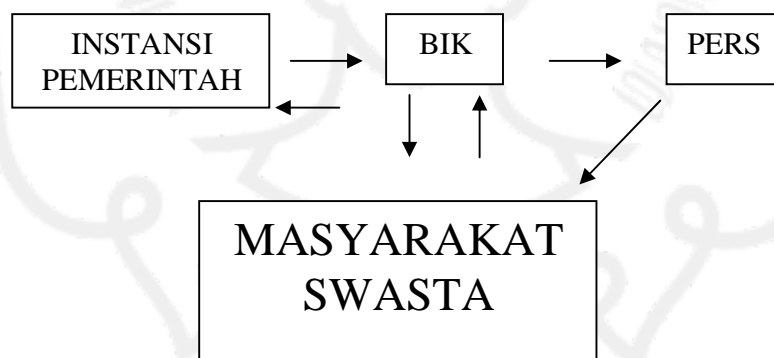 INSTANSI
PEMERINTAH
BIK
PERS
MASYARAKAT
SWASTA